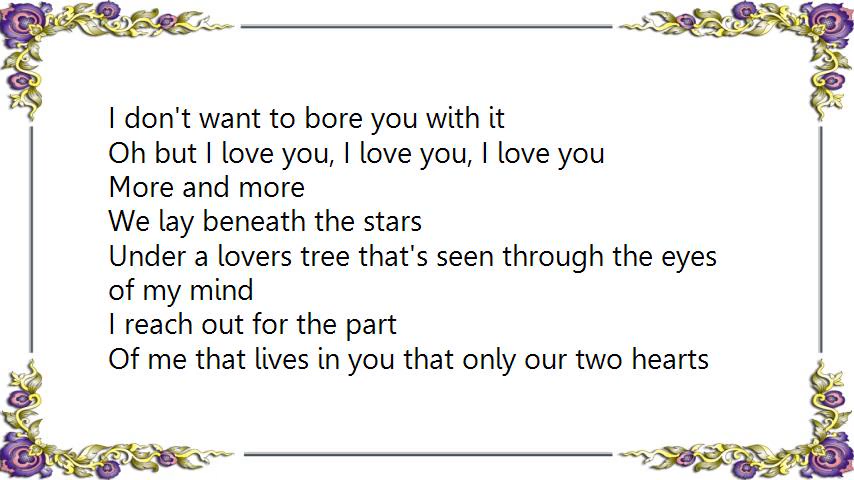 I don't want to bore you with it
Oh but I love you, I love you, I love you
More and more
We lay beneath the stars
Under a lovers tree that's seen through the eyes
of my mind
I reach out for the part
Of me that lives in you that only our two hearts